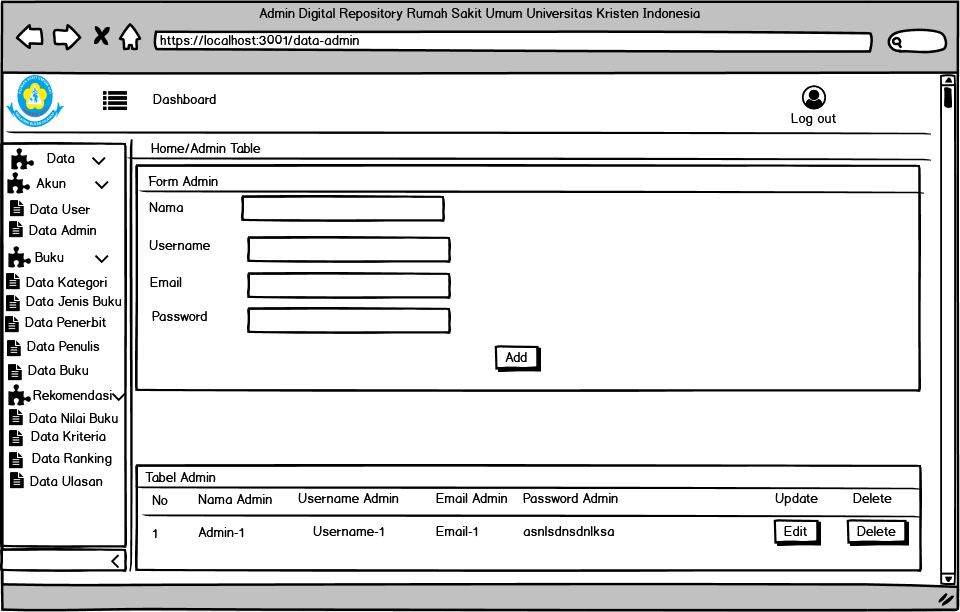 Admin Digital Repository Rumah Sakit Umum Universitas Kristen Indonesia
https://localhost:3001/data-admin
Dashboard
Log out
Data
Akun
Data User
Data Admin
Buku
Data Kategori
Data Jenis Buku
Data Penerbit
Data Penulis
Data Buku
Rekomendasi
Data Nilai Buku
Data Kriteria
Data Ranking
Data Ulasan
Home/Admin Table
Form Admin
Nama
Username
Email
Password
Add
Tabel Admin
No Nama Admin Username Admin Email Admin Password Admin Update Delete
1 Admin-1 Username-1 Email-1 asnlsdnsdnlksa Edit Delete